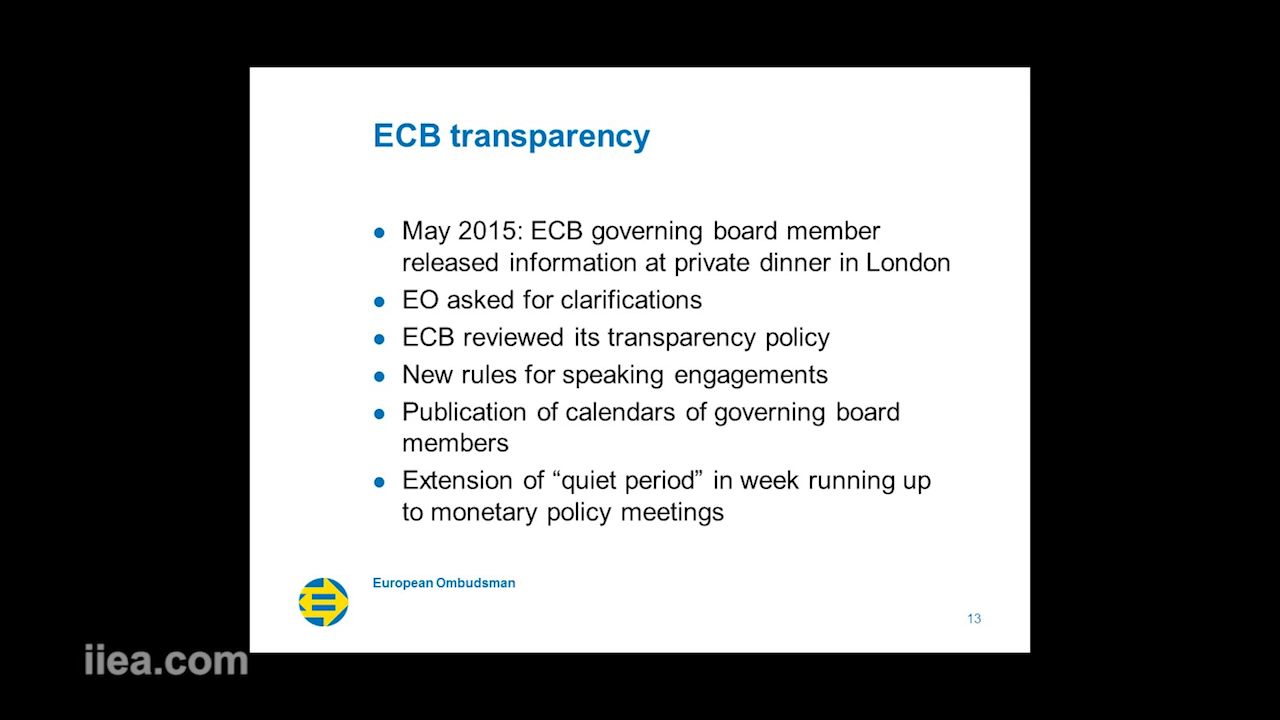 ECB transparency
● May 2015: ECB governing board member
released information at private dinner in London
● EO asked for clarifications
● ECB reviewed its transparency policy
● New rules for speaking engagements
● Publication of calendars of governing board
members
● Extension of “quiet period” in week running up
to monetary policy meetings
European Ombudsman
13
iiea.com